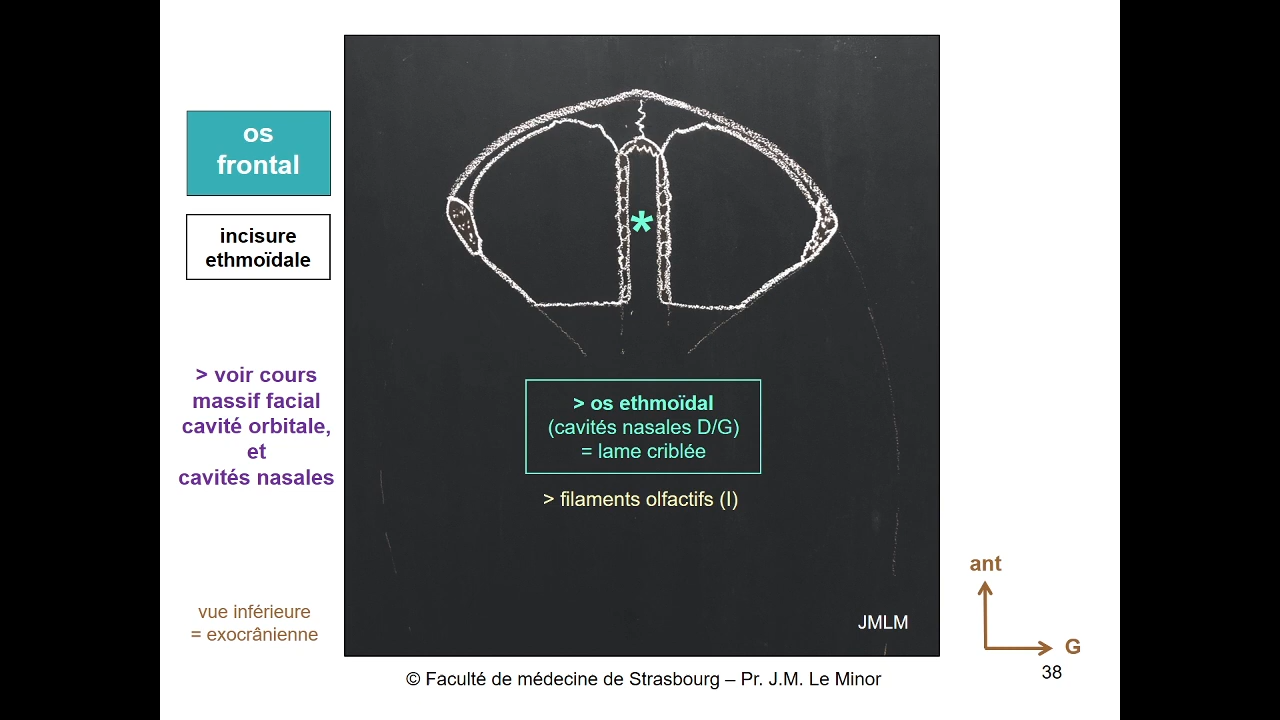 os
frontal
incisure
ethmoïdale
> voir cours
massif facial
cavité orbitale,
et
cavités nasales
vue inférieure
= exocrânienne
*
> os ethmoïdal
(cavités nasales D/G)
= lame criblée
> filaments olfactifs (I)
JMLM
ant
G
38
© Faculté de médecine de Strasbourg – Pr. J.M. Le Minor